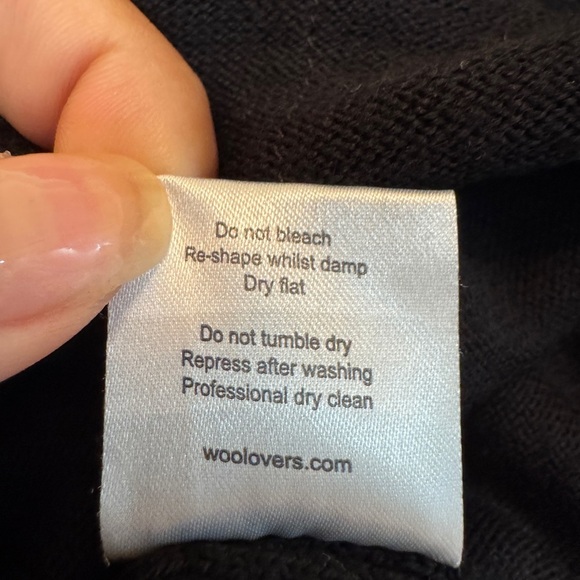 Do not bleach
Re-shape whilst damp
Dry flat
Do not tumble dry
Repress after washing
Professional dry clean
woolovers.com